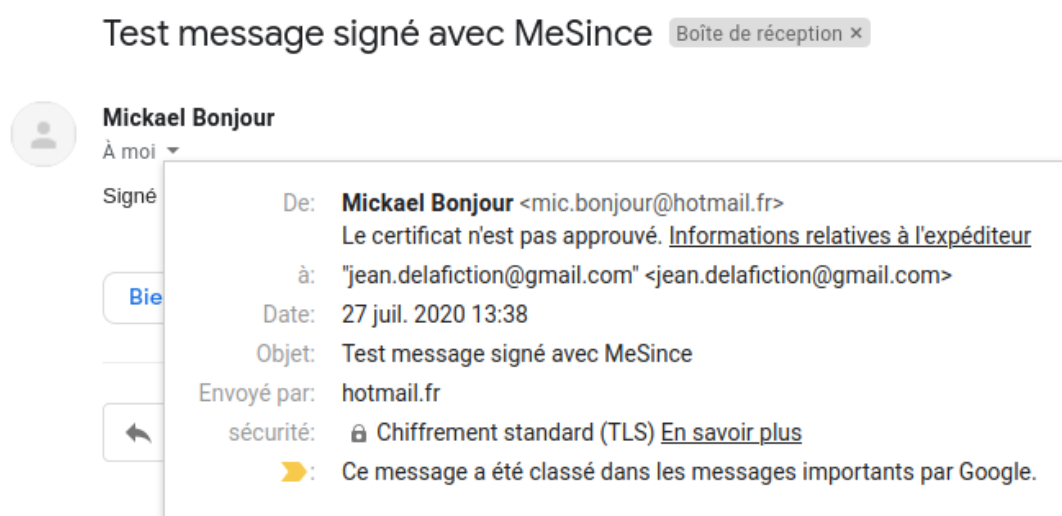 Test message signé avec MeSince Boîte de réception ×
Mickael Bonjour
À moi
Signé
De: Mickael Bonjour <mic.bonjour@hotmail.fr>
Le certificat n'est pas approuvé. Informations relatives à l'expéditeur
à: "jean.delafiction@gmail.com" <jean.delafiction@gmail.com>
Bie
Date: 27 juil. 2020 13:38
Objet: Test message signé avec MeSince
Envoyé par: hotmail.fr
sécurité: Chiffrement standard (TLS) En savoir plus
: Ce message a été classé dans les messages importants par Google.